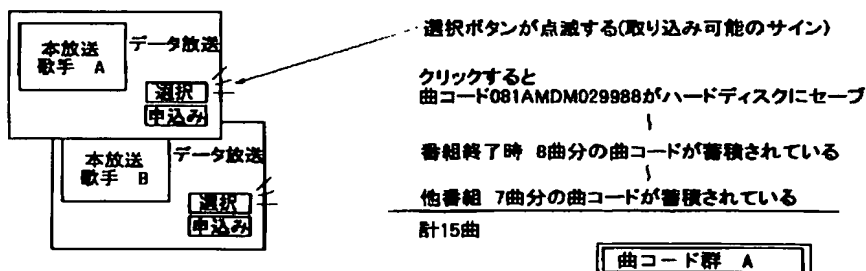 本放送
歌手 A
データ放送
選択
申込み
本放送
歌手 B
データ放送
選択
申込み
選択ボタンが点滅する(取り込み可能のサイン)
クリックすると
曲コード081AMDM029988がハードディスクにセーブ
番組終了時 8曲分の曲コードが蓄積されている
他番組 7曲分の曲コードが蓄積されている
計15曲
曲コード群 A